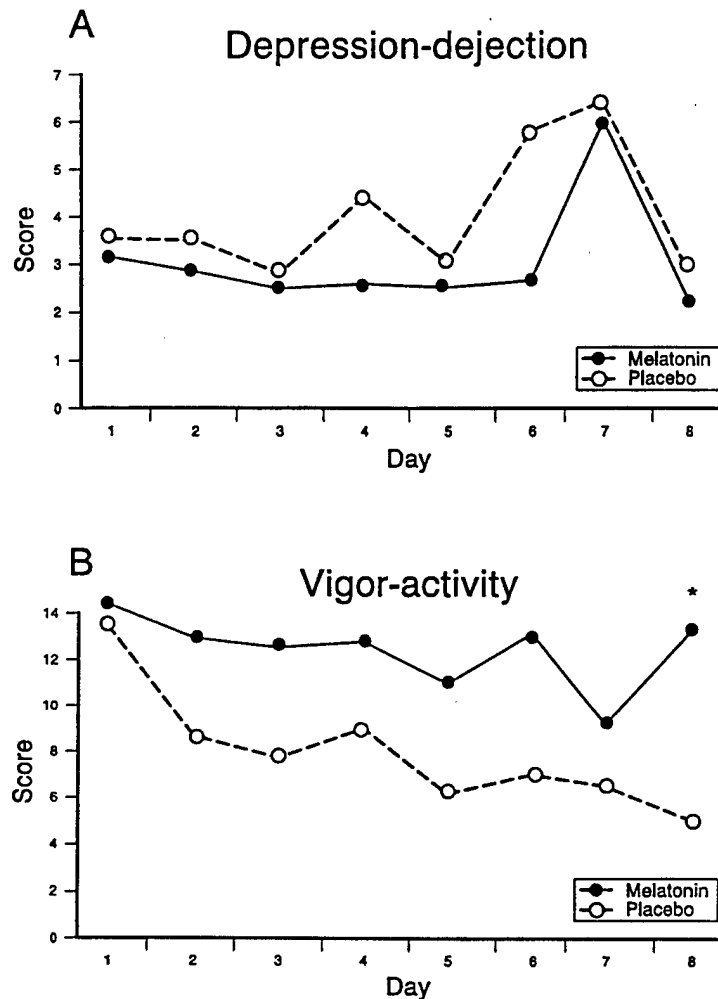 A
Depression-dejection
7
6
5
4
3
2
1
0
Score
Melatonin
Placebo
1 2 3 4 5 6 7 8
Day
B
Vigor-activity
*
14
12
10
8
6
4
2
0
Score
Melatonin
Placebo
1 2 3 4 5 6 7 8
Day